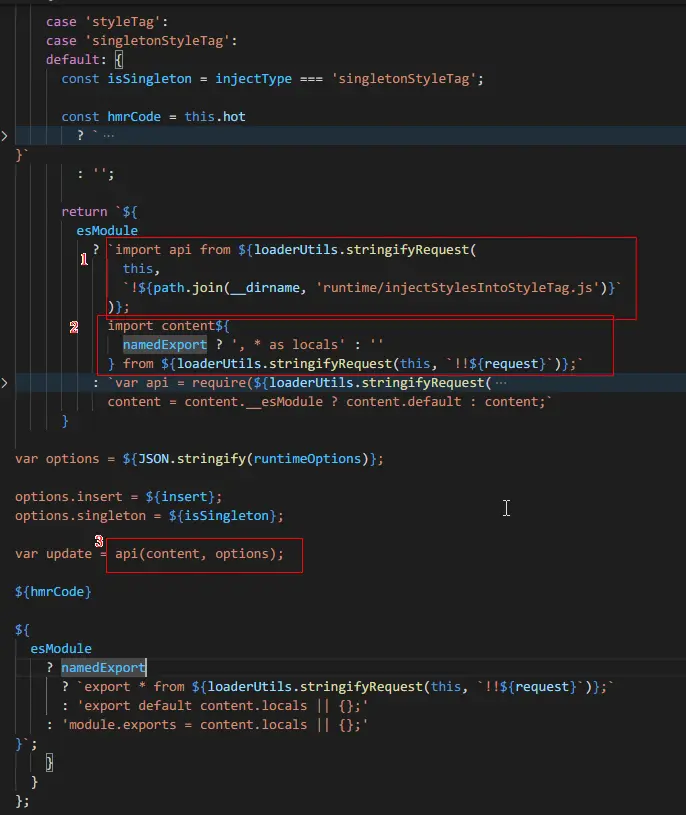 case 'styleTag':
case 'singletonStyleTag':
default: {
const isSingleton = injectType === 'singletonStyleTag';
const hmrCode = this.hot
? `…
}`
: '';
return `${
esModule
1 ? `import api from ${loaderUtils.stringifyRequest(
this,
`!${path.join(__dirname, 'runtime/injectStylesIntoStyleTag.js')}`
)};
2 import content${
namedExport ? ', * as locals' : ''
} from ${loaderUtils.stringifyRequest(this, `!!${request}`)};`
: `var api = require(${loaderUtils.stringifyRequest(…
content = content.__esModule ? content.default : content;`
}
var options = ${JSON.stringify(runtimeOptions)};
options.insert = ${insert};
options.singleton = ${isSingleton};
3
var update = api(content, options);
${hmrCode}
${
esModule
? namedExport
? `export * from ${loaderUtils.stringifyRequest(this, `!!${request}`)};`
: 'export default content.locals || {};'
: 'module.exports = content.locals || {};'
}`;
}
}
};